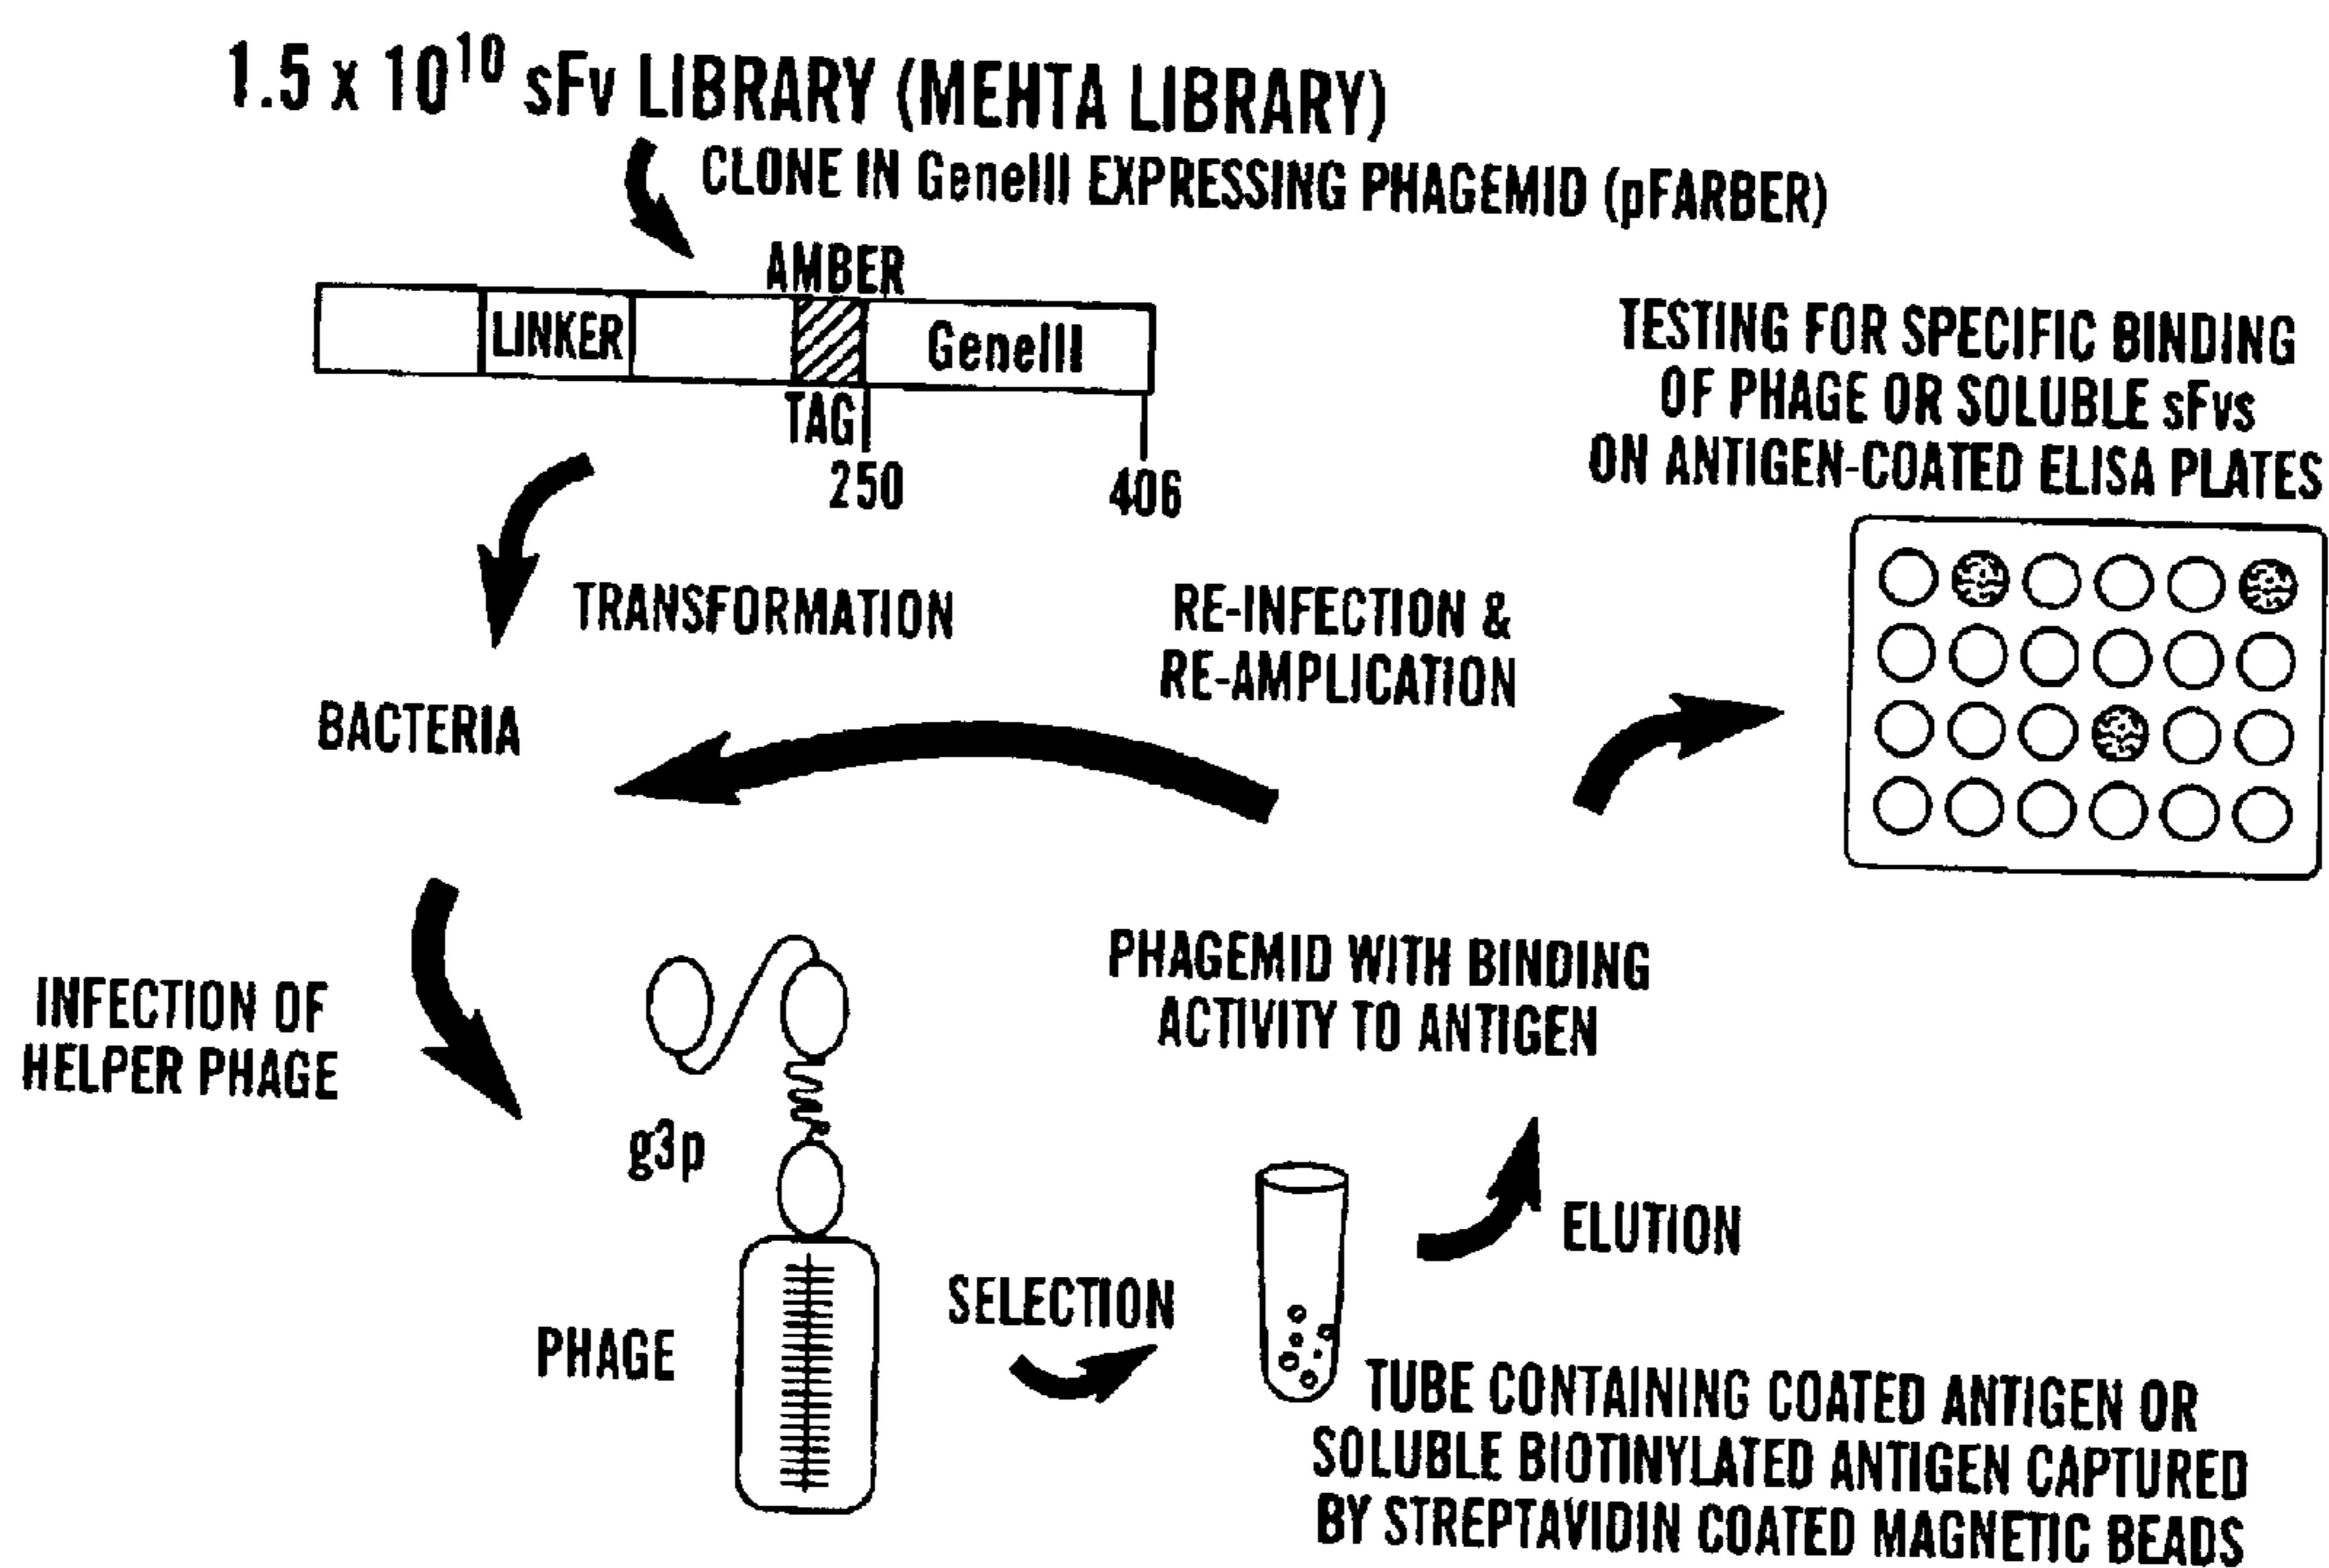 1.5 x 10¹⁰ sFv LIBRARY (MEHTA LIBRARY)
CLONE IN GeneIII EXPRESSING PHAGEMID (pFARBER)
AMBER
LINKER
GeneIII
TAG
250
406
TESTING FOR SPECIFIC BINDING
OF PHAGE OR SOLUBLE sFvs
ON ANTIGEN-COATED ELISA PLATES
TRANSFORMATION
RE-INFECTION &
RE-AMPLICATION
BACTERIA
INFECTION OF
HELPER PHAGE
PHAGEMID WITH BINDING
ACTIVITY TO ANTIGEN
g3p
ELUTION
SELECTION
PHAGE
TUBE CONTAINING COATED ANTIGEN OR
SOLUBLE BIOTINYLATED ANTIGEN CAPTURED
BY STREPTAVIDIN COATED MAGNETIC BEADS